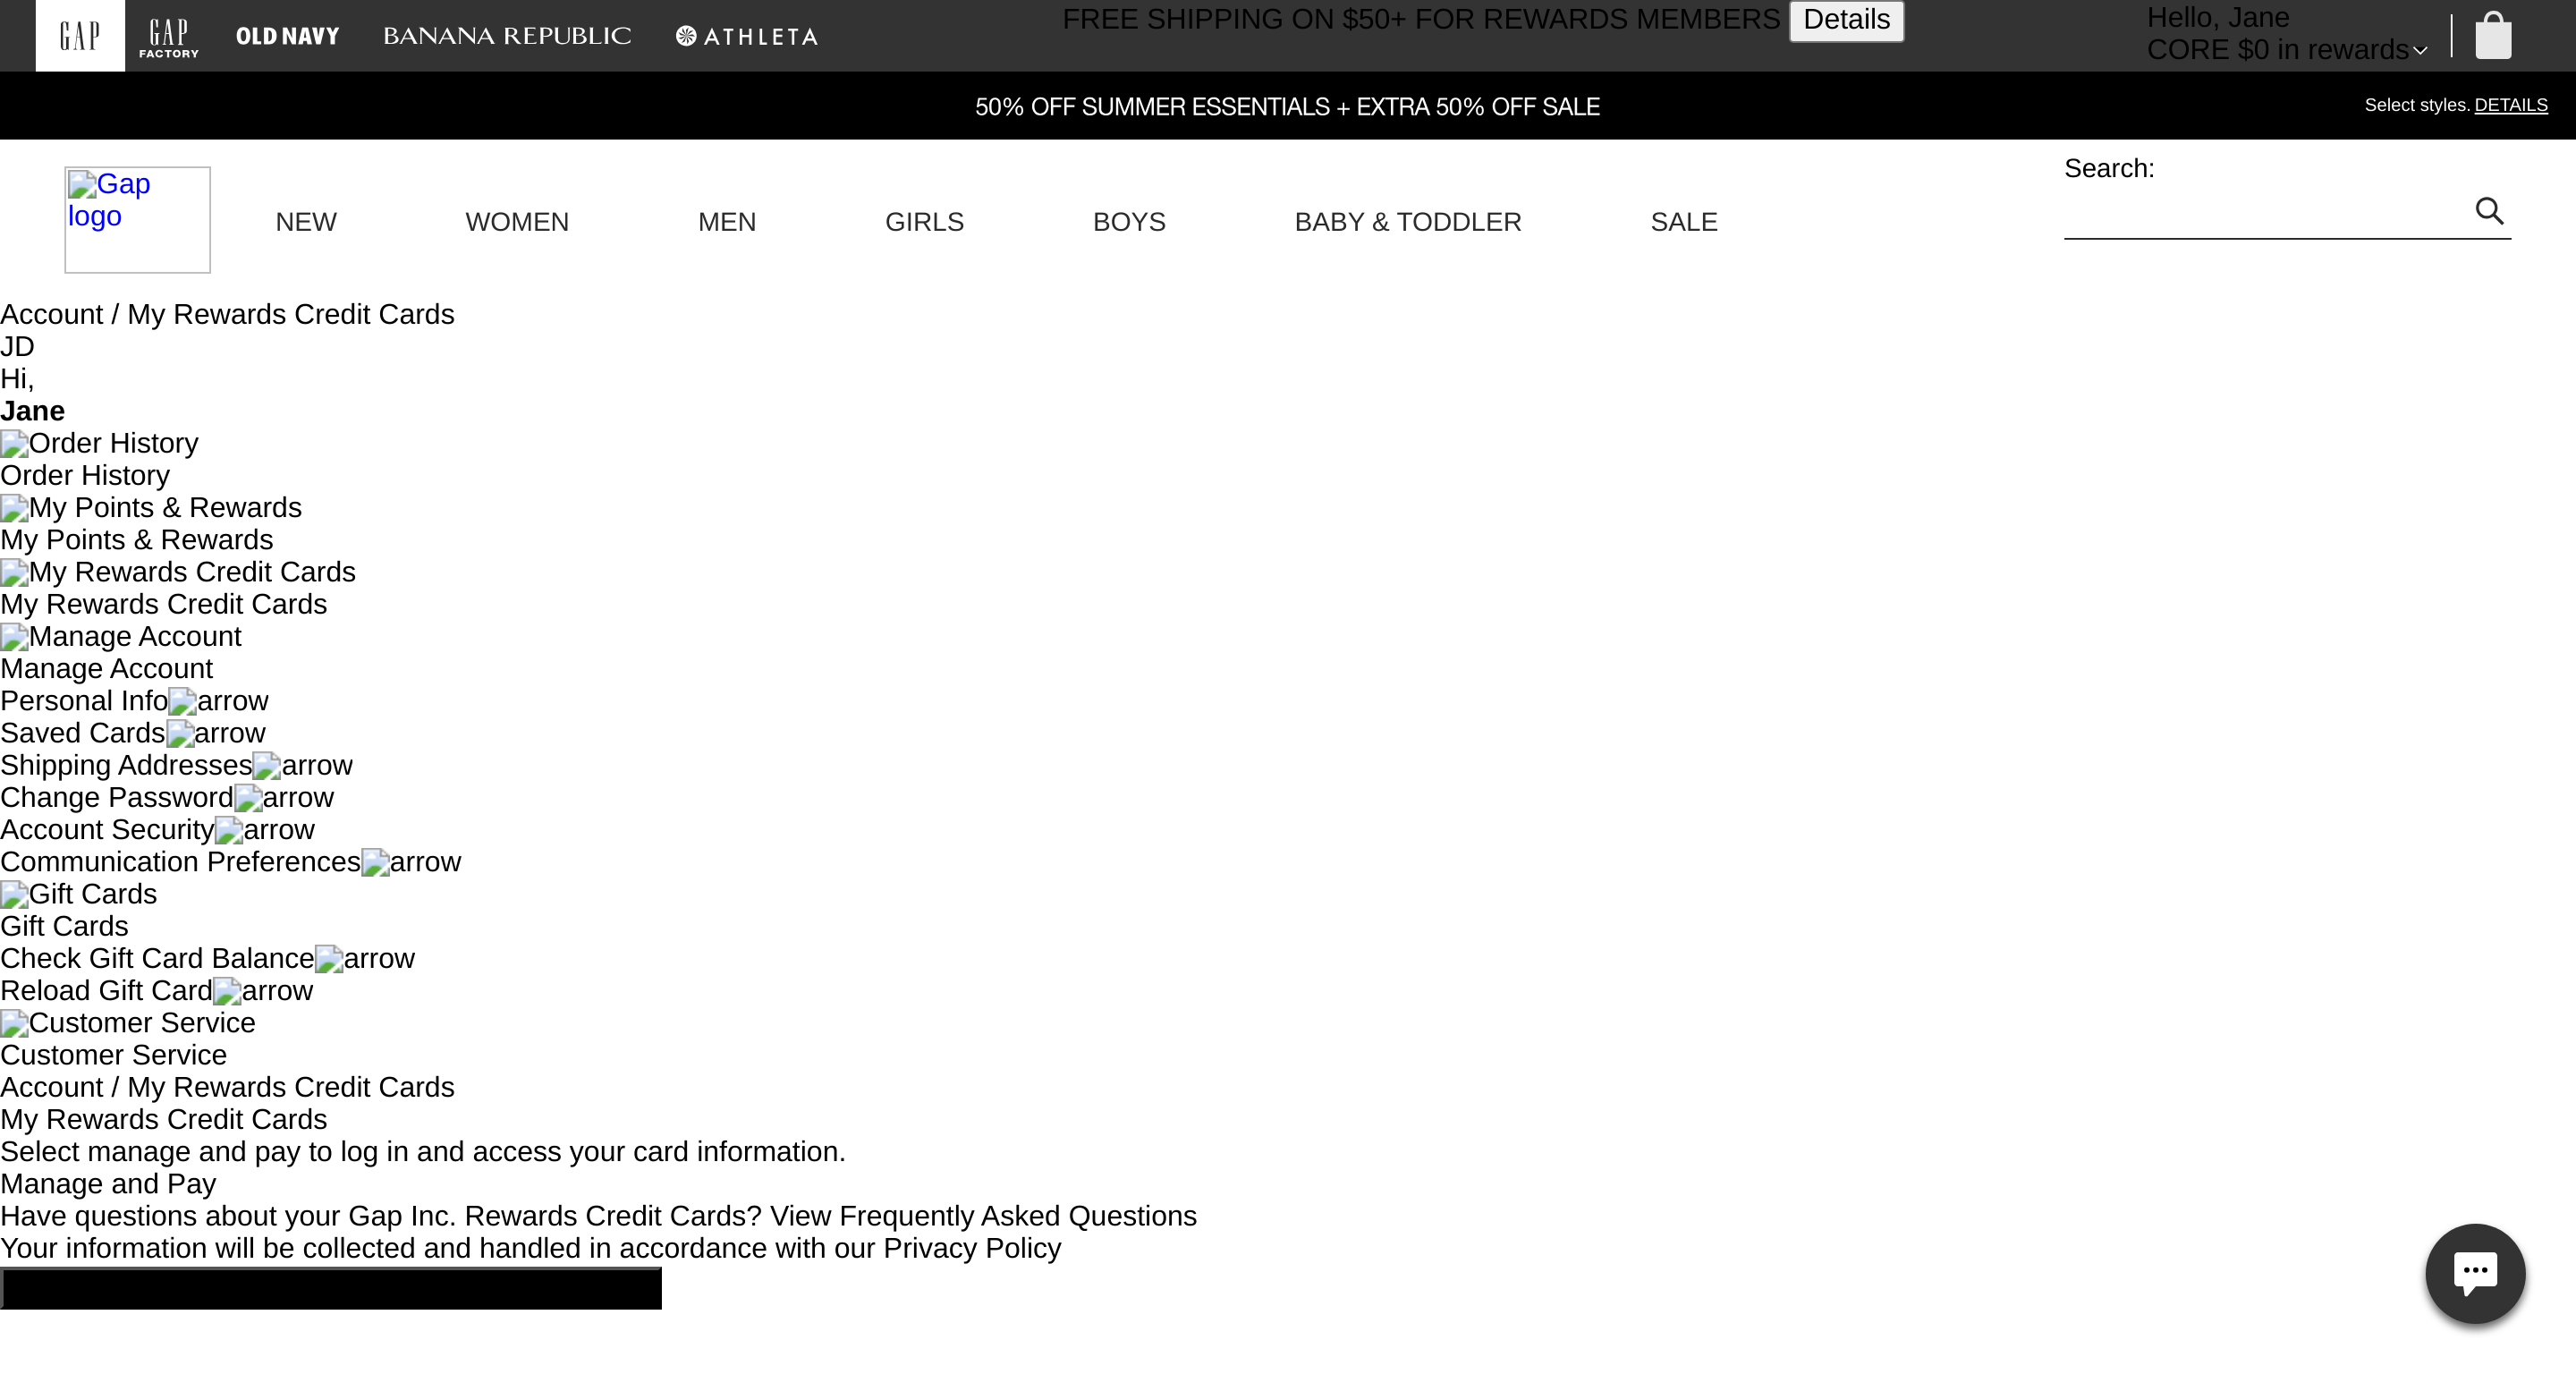 GAP
GAP FACTORY
OLD NAVY
BANANA REPUBLIC
ATHLETA
FREE SHIPPING ON $50+ FOR REWARDS MEMBERS Details
Hello, Jane
CORE $0 in rewards
50% OFF SUMMER ESSENTIALS + EXTRA 50% OFF SALE
Select styles. DETAILS
Gap
logo
NEW
WOMEN
MEN
GIRLS
BOYS
BABY & TODDLER
SALE
Search:
Account / My Rewards Credit Cards
JD
Hi,
Jane
Order History
Order History
My Points & Rewards
My Points & Rewards
My Rewards Credit Cards
My Rewards Credit Cards
Manage Account
Manage Account
Personal Info arrow
Saved Cards arrow
Shipping Addresses arrow
Change Password arrow
Account Security arrow
Communication Preferences arrow
Gift Cards
Gift Cards
Check Gift Card Balance arrow
Reload Gift Card arrow
Customer Service
Customer Service
Account / My Rewards Credit Cards
My Rewards Credit Cards
Select manage and pay to log in and access your card information.
Manage and Pay
Have questions about your Gap Inc. Rewards Credit Cards? View Frequently Asked Questions
Your information will be collected and handled in accordance with our Privacy Policy